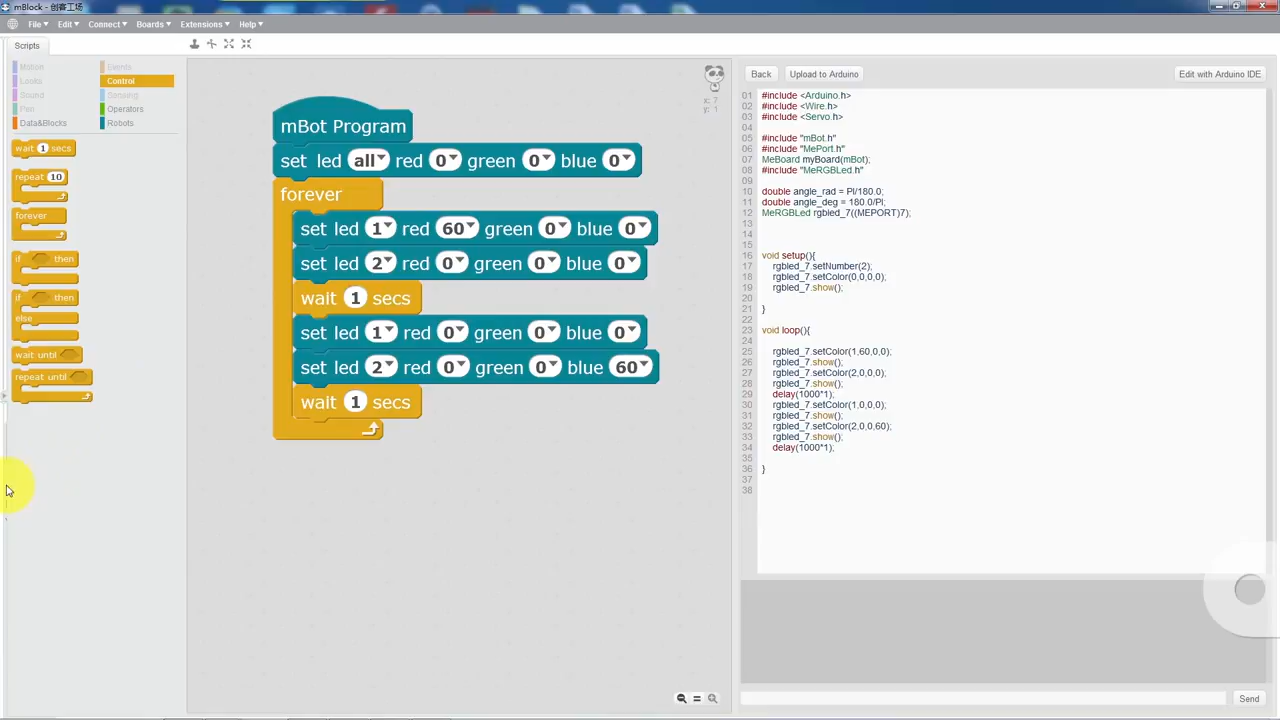 mBlock - 创客工场
File Edit Connect Boards Extensions Help
Scripts
Motion
Events
Looks
Control
Sound
Sensing
Pen
Operators
Data&Blocks
Robots
wait 1 secs
repeat 10
forever
if then
if then
else
wait until
repeat until
mBot Program
set led all red 0 green 0 blue 0
forever
set led 1 red 60 green 0 blue 0
set led 2 red 0 green 0 blue 0
wait 1 secs
set led 1 red 0 green 0 blue 0
set led 2 red 0 green 0 blue 60
wait 1 secs
x: 7
y: 1
Back Upload to Arduino Edit with Arduino IDE
01 #include <Arduino.h>
02 #include <Wire.h>
03 #include <Servo.h>
04
05 #include "mBot.h"
06 #include "MePort.h"
07 MeBoard myBoard(mBot);
08 #include "MeRGBLed.h"
09
10 double angle_rad = PI/180.0;
11 double angle_deg = 180.0/PI;
12 MeRGBLed rgbled_7((MEPORT)7);
13
14
15
16 void setup(){
17 rgbled_7.setNumber(2);
18 rgbled_7.setColor(0,0,0,0);
19 rgbled_7.show();
20
21 }
22
23 void loop(){
24
25 rgbled_7.setColor(1,60,0,0);
26 rgbled_7.show();
27 rgbled_7.setColor(2,0,0,0);
28 rgbled_7.show();
29 delay(1000*1);
30 rgbled_7.setColor(1,0,0,0);
31 rgbled_7.show();
32 rgbled_7.setColor(2,0,0,60);
33 rgbled_7.show();
34 delay(1000*1);
35
36 }
37
38
Send